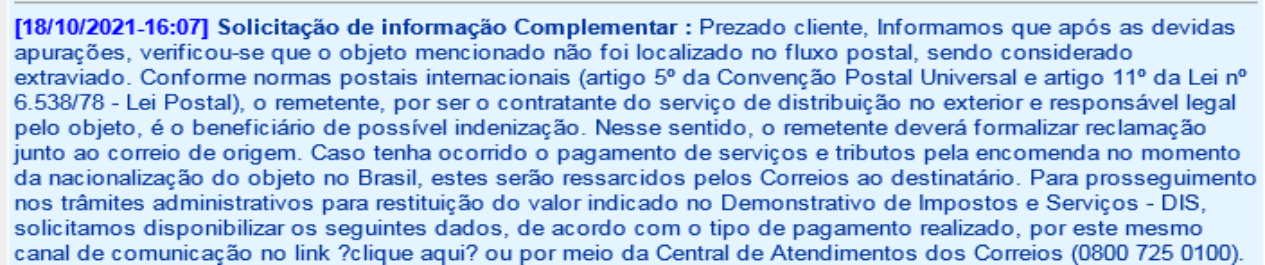 [18/10/2021-16:07] Solicitação de informação Complementar : Prezado cliente, Informamos que após as devidas
apurações, verificou-se que o objeto mencionado não foi localizado no fluxo postal, sendo considerado
extraviado. Conforme normas postais internacionais (artigo 5º da Convenção Postal Universal e artigo 11º da Lei nº
6.538/78 - Lei Postal), o remetente, por ser o contratante do serviço de distribuição no exterior e responsável legal
pelo objeto, é o beneficiário de possível indenização. Nesse sentido, o remetente deverá formalizar reclamação
junto ao correio de origem. Caso tenha ocorrido o pagamento de serviços e tributos pela encomenda no momento
da nacionalização do objeto no Brasil, estes serão ressarcidos pelos Correios ao destinatário. Para prosseguimento
nos trâmites administrativos para restituição do valor indicado no Demonstrativo de Impostos e Serviços - DIS,
solicitamos disponibilizar os seguintes dados, de acordo com o tipo de pagamento realizado, por este mesmo
canal de comunicação no link ?clique aqui? ou por meio da Central de Atendimentos dos Correios (0800 725 0100).